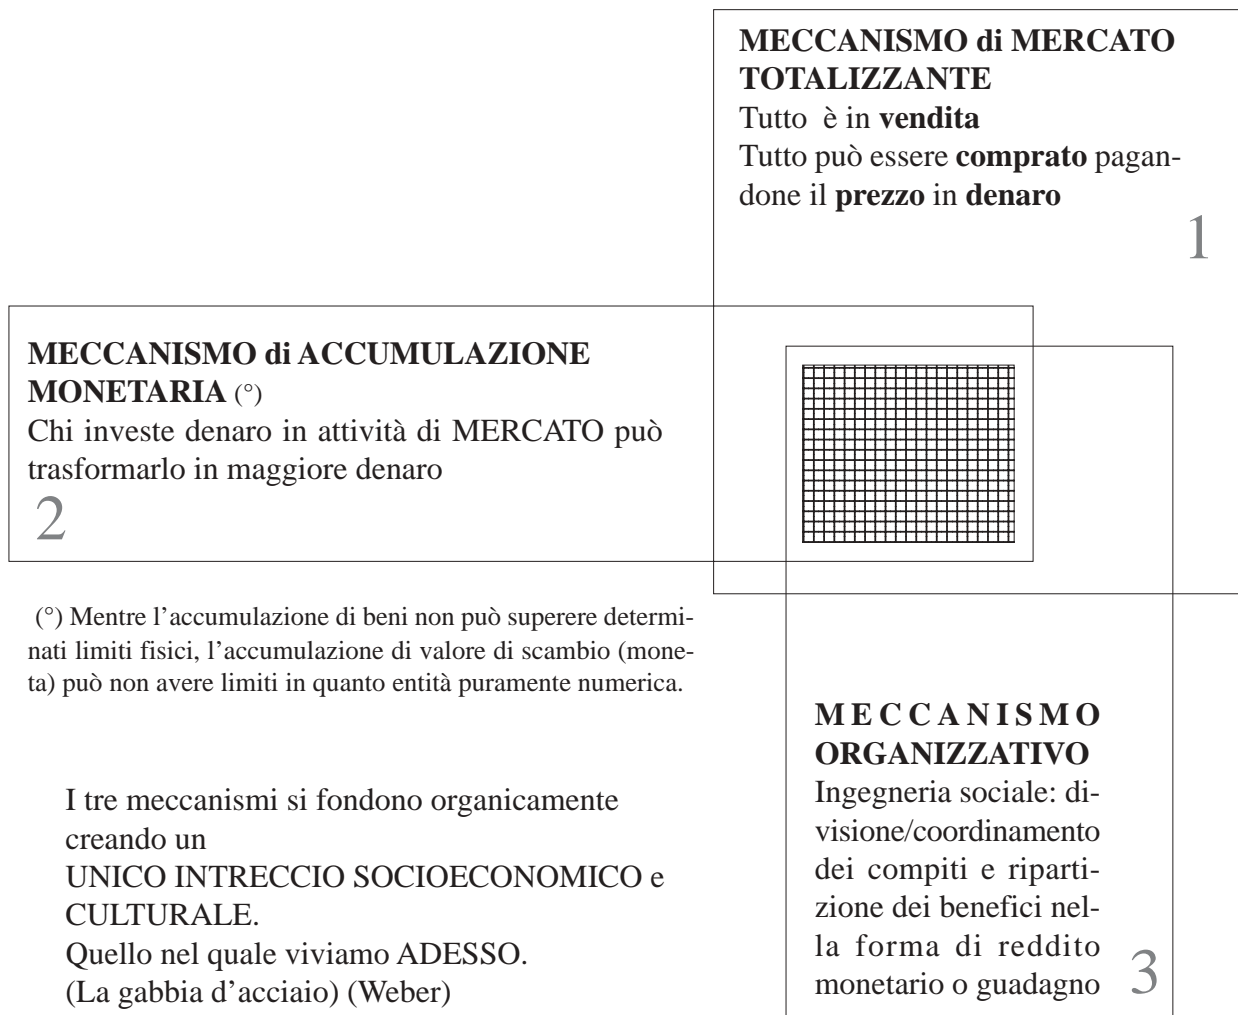 MECCANISMO di MERCATO
TOTALIZZANTE
Tutto è in vendita
Tutto può essere comprato pagan-
done il prezzo in denaro
1
MECCANISMO di ACCUMULAZIONE
MONETARIA (°)
Chi investe denaro in attività di MERCATO può
trasformarlo in maggiore denaro
2
(°) Mentre l’accumulazione di beni non può superere determi-
nati limiti fisici, l’accumulazione di valore di scambio (mone-
ta) può non avere limiti in quanto entità puramente numerica.
I tre meccanismi si fondono organicamente
creando un
UNICO INTRECCIO SOCIOECONOMICO e
CULTURALE.
Quello nel quale viviamo ADESSO.
(La gabbia d’acciaio) (Weber)
MECCANISMO
ORGANIZZATIVO
Ingegneria sociale: di-
visione/coordinamento
dei compiti e riparti-
zione dei benefici nel-
la forma di reddito
monetario o guadagno
3